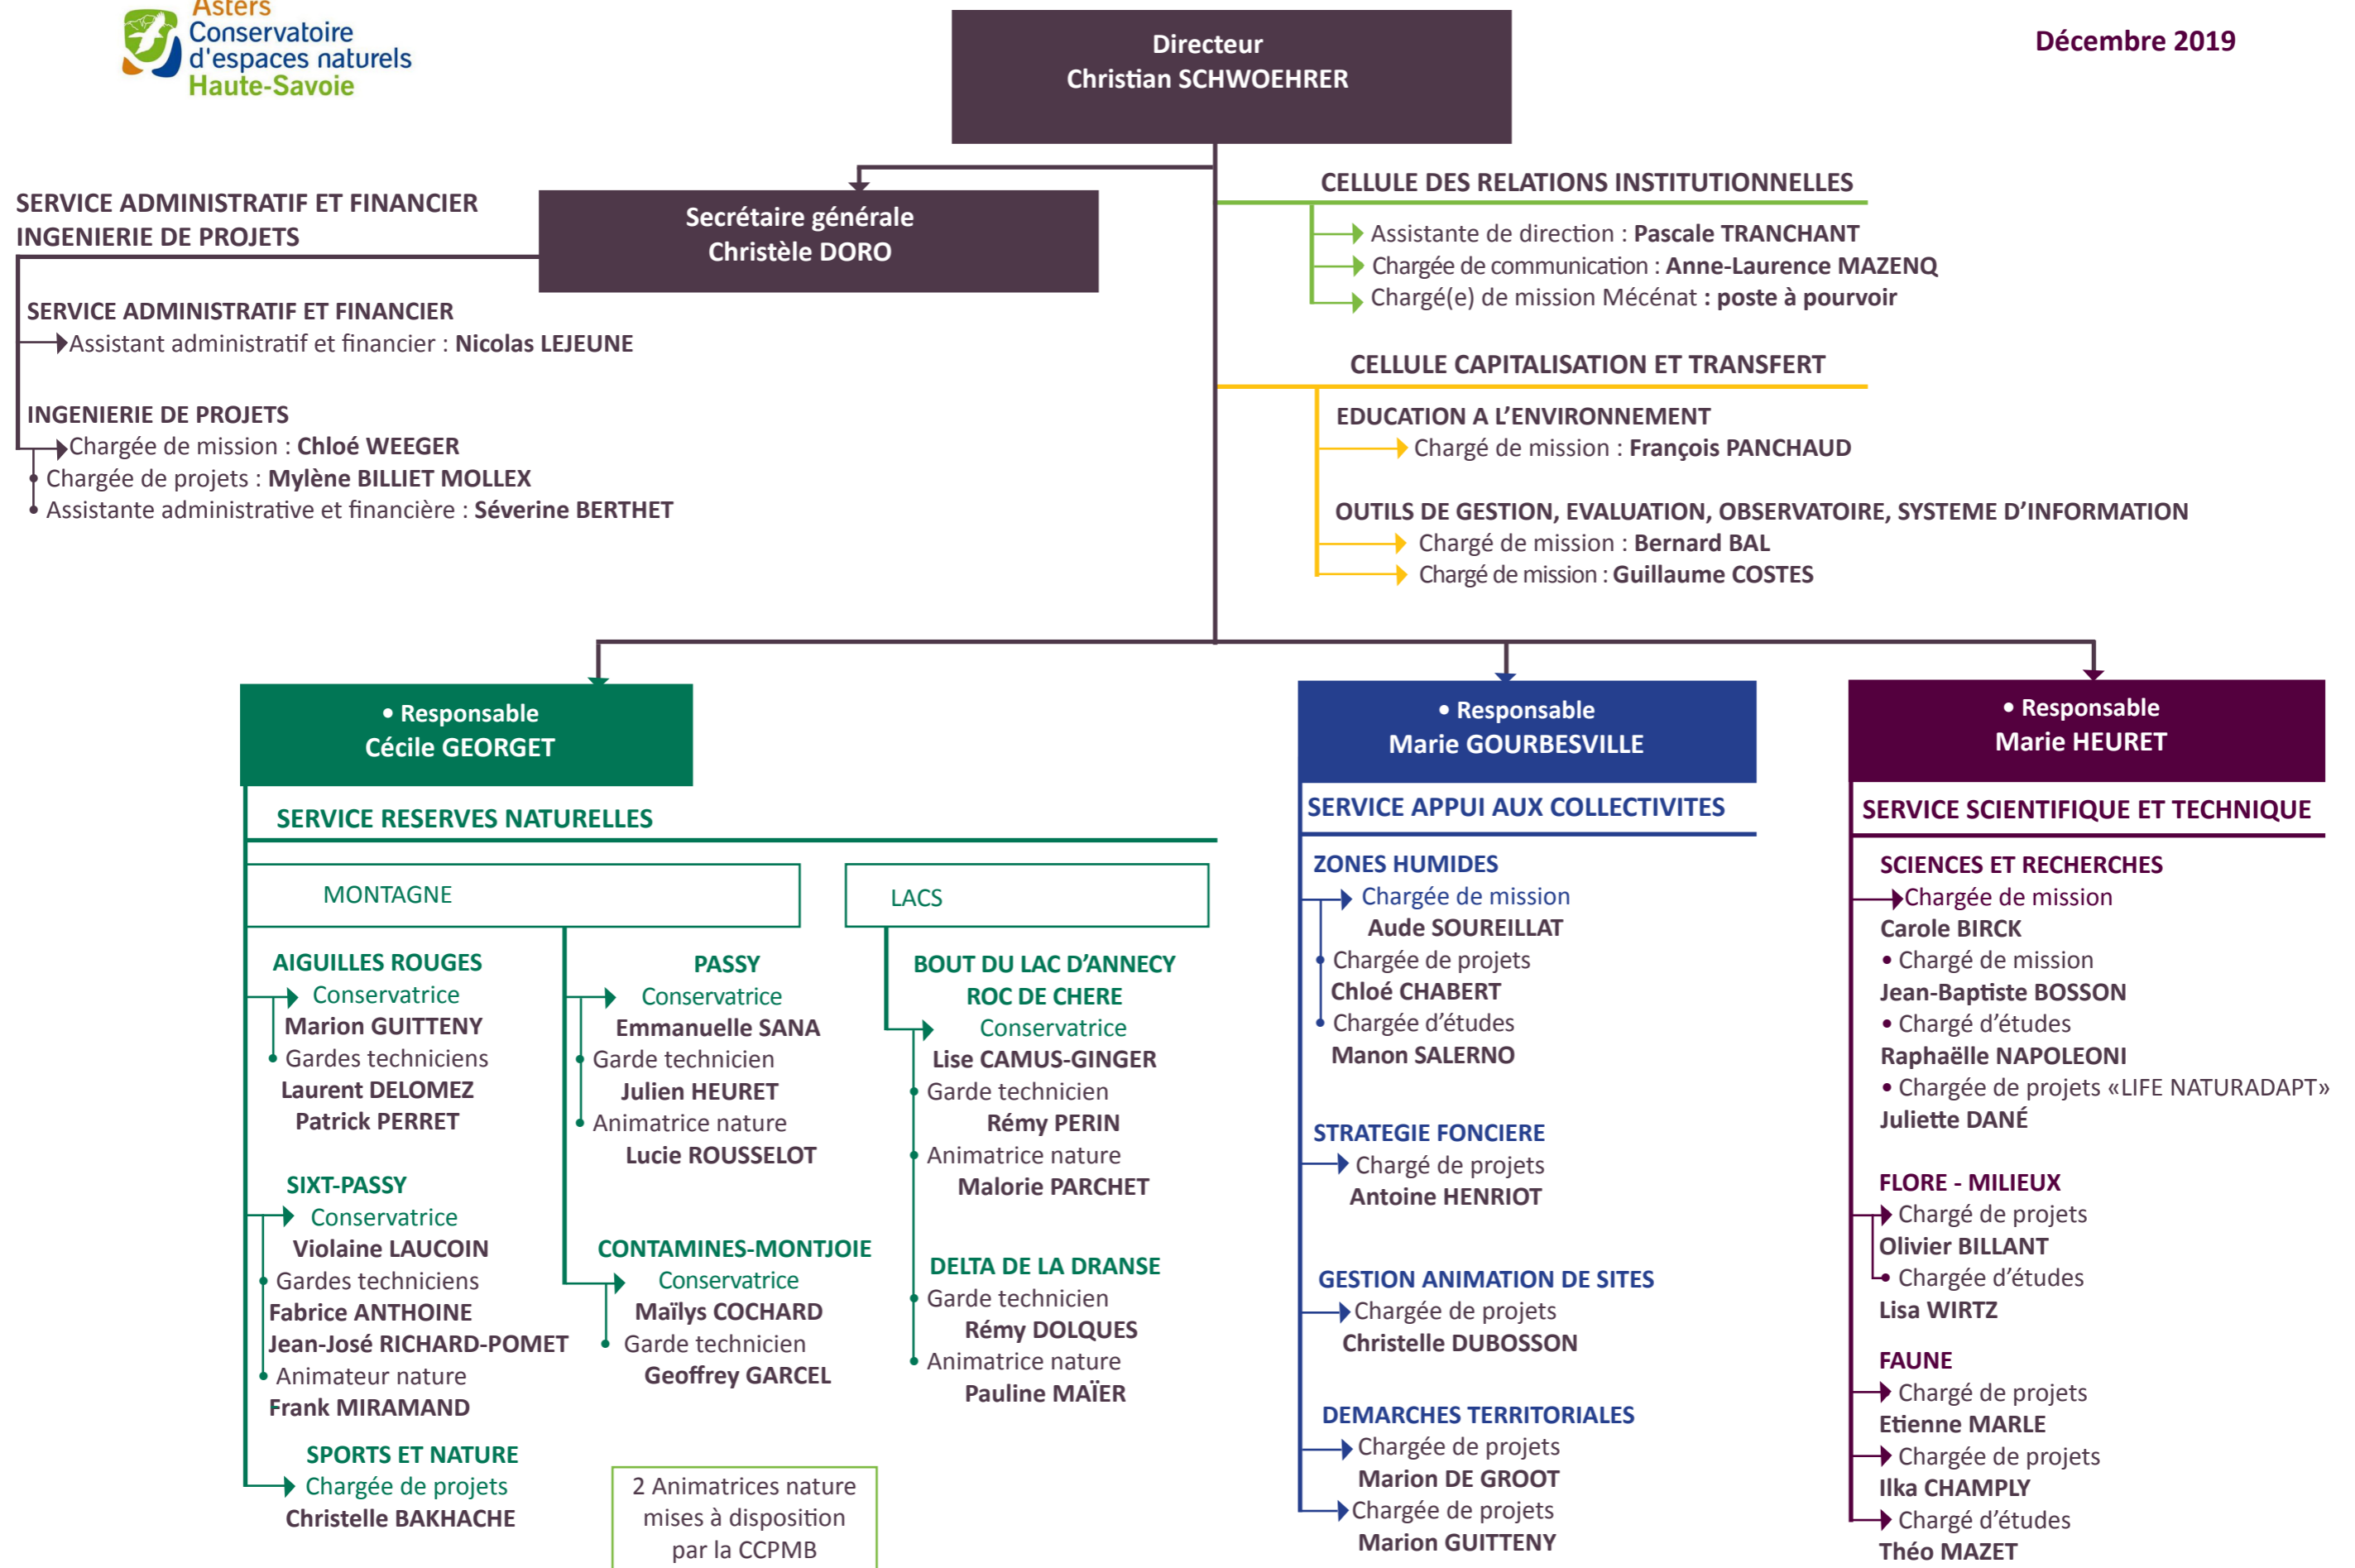 Asters
Conservatoire
d'espaces naturels
Haute-Savoie
Directeur
Christian SCHWOEHRER
Décembre 2019
SERVICE ADMINISTRATIF ET FINANCIER
INGENIERIE DE PROJETS
Secrétaire générale
Christèle DORO
SERVICE ADMINISTRATIF ET FINANCIER
Assistant administratif et financier : Nicolas LEJEUNE
INGENIERIE DE PROJETS
Chargée de mission : Chloé WEEGER
Chargée de projets : Mylène BILLIET MOLLEX
• Assistante administrative et financière : Séverine BERTHET
CELLULE DES RELATIONS INSTITUTIONNELLES
Assistante de direction : Pascale TRANCHANT
Chargée de communication : Anne-Laurence MAZENQ
Chargé(e) de mission Mécénat : poste à pourvoir
CELLULE CAPITALISATION ET TRANSFERT
EDUCATION A L'ENVIRONNEMENT
Chargé de mission : François PANCHAUD
OUTILS DE GESTION, EVALUATION, OBSERVATOIRE, SYSTEME D'INFORMATION
Chargé de mission : Bernard BAL
Chargé de mission : Guillaume COSTES
• Responsable
Cécile GEORGET
SERVICE RESERVES NATURELLES
MONTAGNE
AIGUILLES ROUGES
Conservatrice
Marion GUITTENY
• Gardes techniciens
Laurent DELOMEZ
Patrick PERRET
SIXT-PASSY
Conservatrice
Violaine LAUCOIN
• Gardes techniciens
Fabrice ANTHOINE
Jean-José RICHARD-POMET
• Animateur nature
Frank MIRAMAND
SPORTS ET NATURE
Chargée de projets
Christelle BAKHACHE
PASSY
Conservatrice
Emmanuelle SANA
• Garde technicien
Julien HEURET
• Animatrice nature
Lucie ROUSSELOT
CONTAMINES-MONTJOIE
Conservatrice
Maïlys COCHARD
• Garde technicien
Geoffrey GARCEL
2 Animatrices nature
mises à disposition
par la CCPMB
LACS
BOUT DU LAC D'ANNECY
ROC DE CHERE
Conservatrice
Lise CAMUS-GINGER
• Garde technicien
Rémy PERIN
• Animatrice nature
Malorie PARCHET
DELTA DE LA DRANSE
• Garde technicien
Rémy DOLQUES
• Animatrice nature
Pauline MAÏER
• Responsable
Marie GOURBESVILLE
SERVICE APPUI AUX COLLECTIVITES
ZONES HUMIDES
Chargée de mission
Aude SOUREILLAT
• Chargée de projets
Chloé CHABERT
• Chargée d'études
Manon SALERNO
STRATEGIE FONCIERE
Chargé de projets
Antoine HENRIOT
GESTION ANIMATION DE SITES
Chargée de projets
Christelle DUBOSSON
DEMARCHES TERRITORIALES
Chargée de projets
Marion DE GROOT
Chargée de projets
Marion GUITTENY
• Responsable
Marie HEURET
SERVICE SCIENTIFIQUE ET TECHNIQUE
SCIENCES ET RECHERCHES
Chargée de mission
Carole BIRCK
• Chargé de mission
Jean-Baptiste BOSSON
• Chargé d'études
Raphaëlle NAPOLEONI
• Chargée de projets «LIFE NATURADAPT»
Juliette DANÉ
FLORE - MILIEUX
Chargé de projets
Olivier BILLANT
• Chargée d'études
Lisa WIRTZ
FAUNE
Chargé de projets
Etienne MARLE
Chargée de projets
Ilka CHAMPLY
Chargé d'études
Théo MAZET